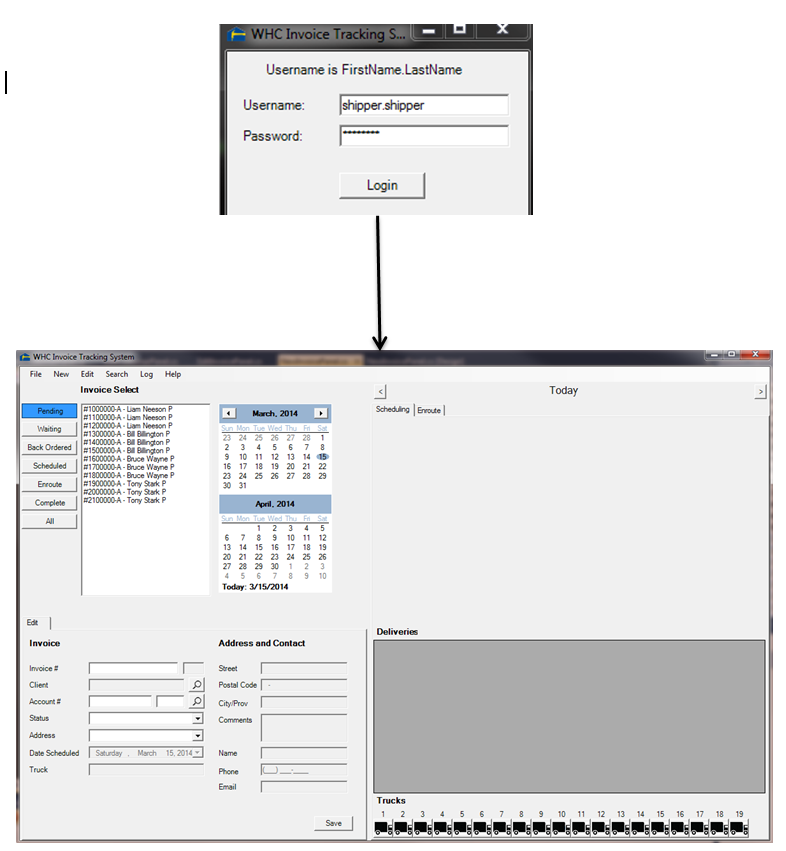 WHC Invoice Tracking S...
Username is FirstName.LastName
Username: shipper.shipper
Password: ********
Login
WHC Invoice Tracking System
File New Edit Search Log Help
Invoice Select
Pending
Waiting
Back Ordered
Scheduled
Enroute
Complete
All
#1000000-A - Liam Neeson P
#1100000-A - Liam Neeson P
#1200000-A - Liam Neeson P
#1300000-A - Bill Billington P
#1400000-A - Bill Billington P
#1500000-A - Bill Billington P
#1600000-A - Bruce Wayne P
#1700000-A - Bruce Wayne P
#1800000-A - Bruce Wayne P
#1900000-A - Tony Stark P
#2000000-A - Tony Stark P
#2100000-A - Tony Stark P
March, 2014
Sun Mon Tue Wed Thu Fri Sat
23 24 25 26 27 28 1
2 3 4 5 6 7 8
9 10 11 12 13 14 15
16 17 18 19 20 21 22
23 24 25 26 27 28 29
30 31
April, 2014
Sun Mon Tue Wed Thu Fri Sat
1 2 3 4 5
6 7 8 9 10 11 12
13 14 15 16 17 18 19
20 21 22 23 24 25 26
27 28 29 30 1 2 3
4 5 6 7 8 9 10
Today: 3/15/2014
< Today >
Scheduling Enroute
Edit
Invoice
Invoice #
Client
Account #
Status
Address
Date Scheduled Saturday , March 15, 2014
Truck
Address and Contact
Street
Postal Code -
City/Prov
Comments
Name
Phone (___) ___-____
Email
Save
Deliveries
Trucks
1 2 3 4 5 6 7 8 9 10 11 12 13 14 15 16 17 18 19